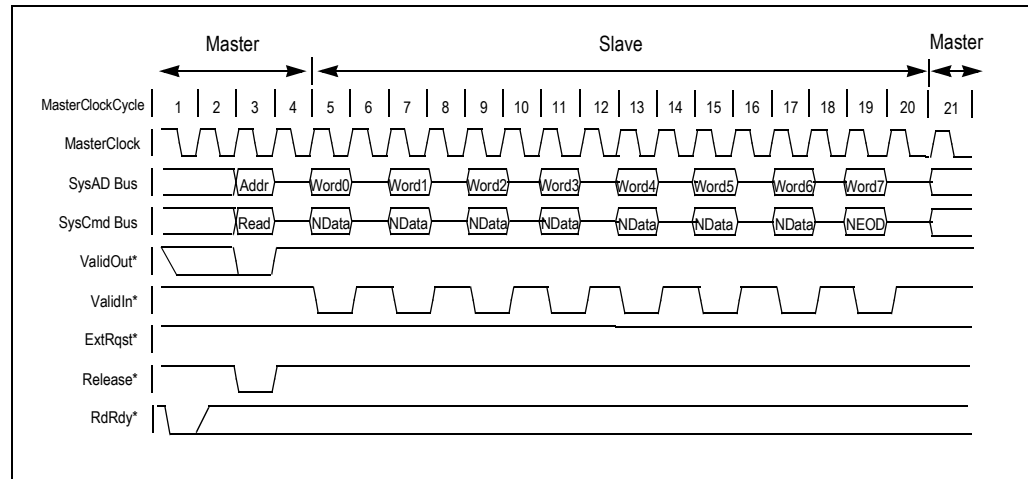 Master Slave Master
MasterClockCycle 1 2 3 4 5 6 7 8 9 10 11 12 13 14 15 16 17 18 19 20 21
MasterClock
SysAD Bus Addr Word0 Word1 Word2 Word3 Word4 Word5 Word6 Word7
SysCmd Bus Read NData NData NData NData NData NData NData NEOD
ValidOut*
ValidIn*
ExtRqst*
Release*
RdRdy*